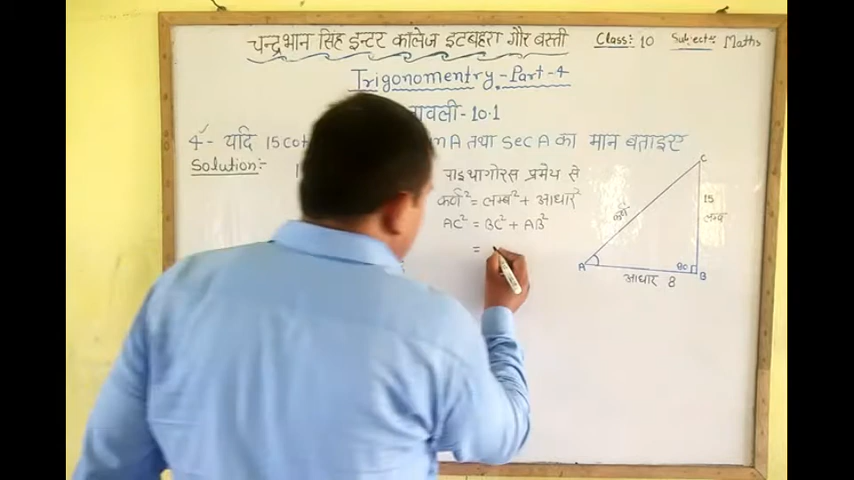 चन्द्रभान सिंह इन्टर कालेज इटबहरा गौर बस्ती
Class:- 10 Subject:- Maths
Trigonomentry-Part-4
10.1
4- यदि 15 तथा Sec A का मान बताइए
Solution:-
पाइथागोरस प्रमेय से
कर्ण² = लम्ब² + आधार²
AC² = BC² + AB²
=
C
15
लम्ब
कर्ण
A 90 B
आधार 8